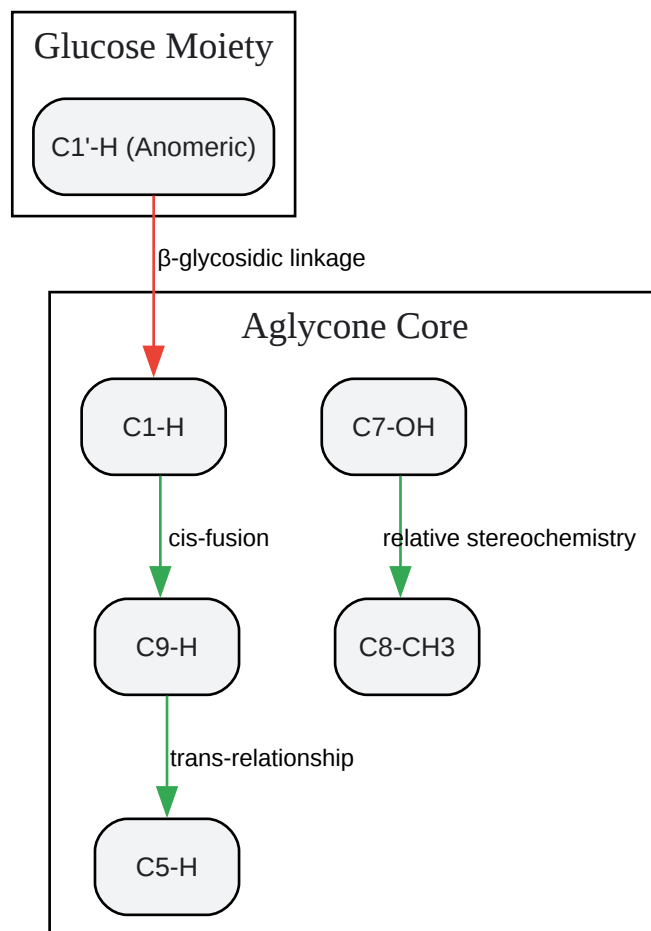 Glucose Moiety
C1'-H (Anomeric)
β-glycosidic linkage
Aglycone Core
C1-H
C7-OH
cis-fusion
relative stereochemistry
C9-H
C8-CH3
trans-relationship
C5-H